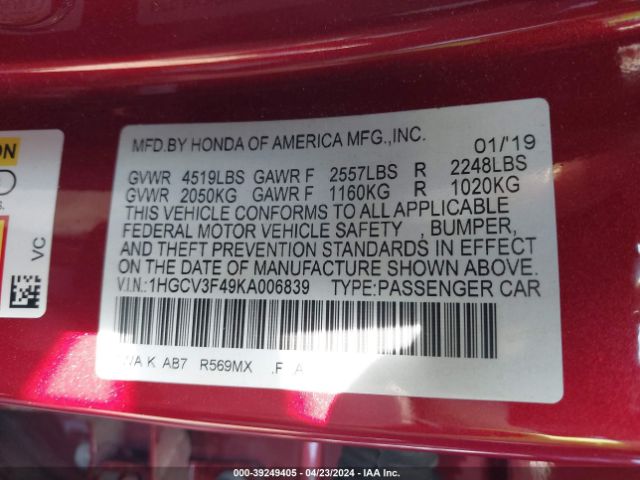 MFD.BY HONDA OF AMERICA MFG.,INC. 01/'19
GVWR 4519LBS GAWR F 2557LBS R 2248LBS
GVWR 2050KG GAWR F 1160KG R 1020KG
THIS VEHICLE CONFORMS TO ALL APPLICABLE
FEDERAL MOTOR VEHICLE SAFETY , BUMPER,
AND THEFT PREVENTION STANDARDS IN EFFECT
ON THE DATE OF MANUFACTURE SHOWN ABOVE.
V.I.N.:1HGCV3F49KA006839 TYPE:PASSENGER CAR
K AB7 R569MX
VC
000-39249405 - 04/23/2024 - IAA Inc.